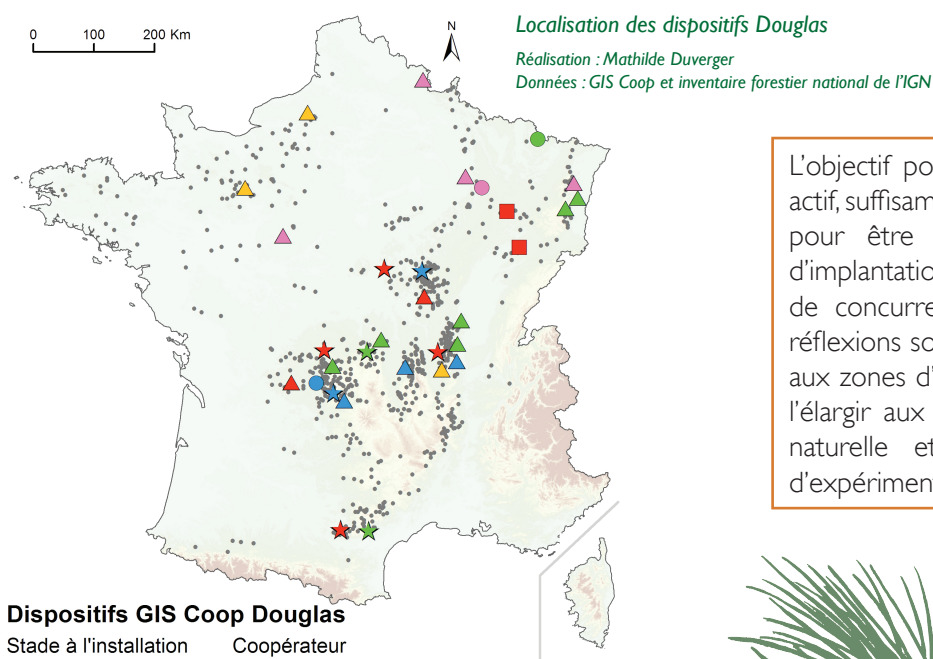 0 100 200 Km
N
Localisation des dispositifs Douglas
Réalisation : Mathilde Duverger
Données : GIS Coop et inventaire forestier national de l'IGN
L'objectif po
actif, suffisam
pour être
d'implantatio
de concurre
réflexions so
aux zones d'
l'élargir aux
naturelle et
d'expériment
Dispositifs GIS Coop Douglas
Stade à l'installation Coopérateur